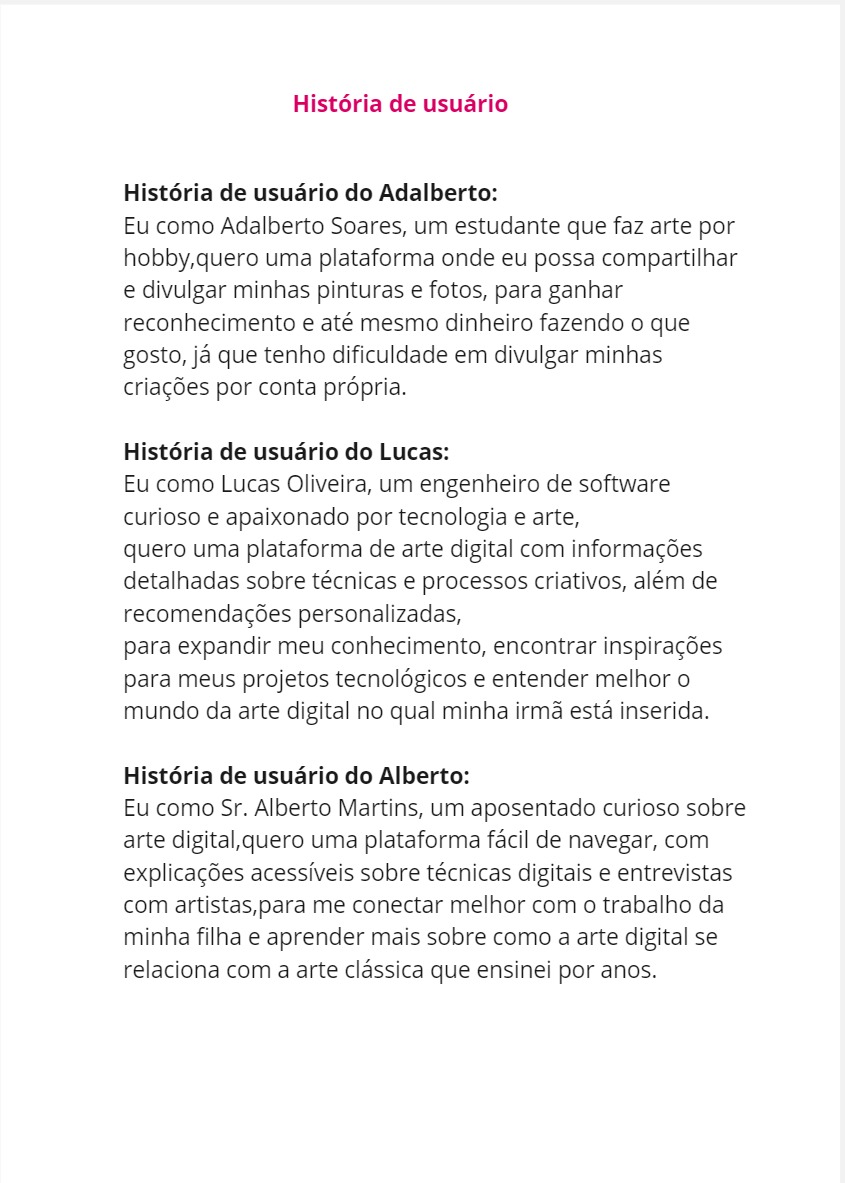 História de usuário
História de usuário do Adalberto:
Eu como Adalberto Soares, um estudante que faz arte por
hobby,quero uma plataforma onde eu possa compartilhar
e divulgar minhas pinturas e fotos, para ganhar
reconhecimento e até mesmo dinheiro fazendo o que
gosto, já que tenho dificuldade em divulgar minhas
criações por conta própria.
História de usuário do Lucas:
Eu como Lucas Oliveira, um engenheiro de software
curioso e apaixonado por tecnologia e arte,
quero uma plataforma de arte digital com informações
detalhadas sobre técnicas e processos criativos, além de
recomendações personalizadas,
para expandir meu conhecimento, encontrar inspirações
para meus projetos tecnológicos e entender melhor o
mundo da arte digital no qual minha irmã está inserida.
História de usuário do Alberto:
Eu como Sr. Alberto Martins, um aposentado curioso sobre
arte digital,quero uma plataforma fácil de navegar, com
explicações acessíveis sobre técnicas digitais e entrevistas
com artistas,para me conectar melhor com o trabalho da
minha filha e aprender mais sobre como a arte digital se
relaciona com a arte clássica que ensinei por anos.